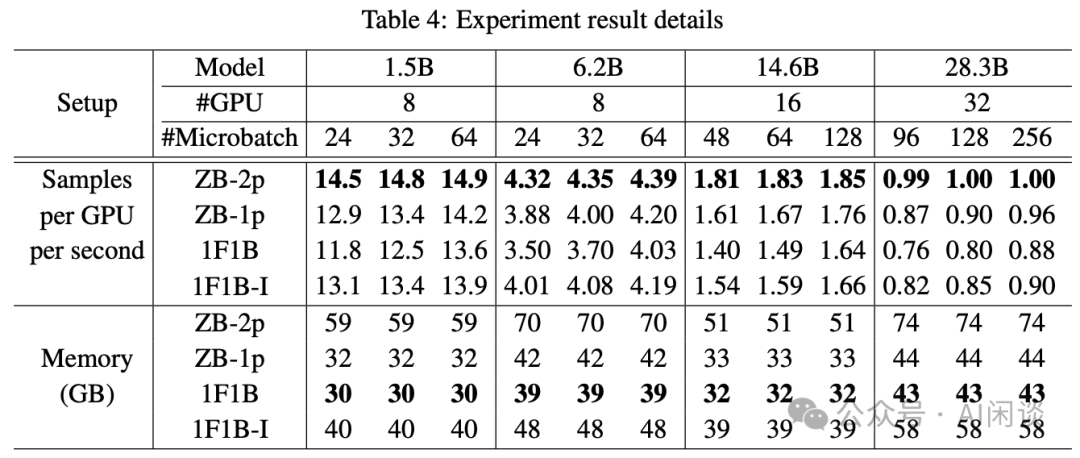 Table 4: Experiment result details
Setup Model 1.5B 6.2B 14.6B 28.3B
#GPU 8 8 16 32
#Microbatch 24 32 64 24 32 64 48 64 128 96 128 256
Samples per GPU per second ZB-2p 14.5 14.8 14.9 4.32 4.35 4.39 1.81 1.83 1.85 0.99 1.00 1.00
ZB-1p 12.9 13.4 14.2 3.88 4.00 4.20 1.61 1.67 1.76 0.87 0.90 0.96
1F1B 11.8 12.5 13.6 3.50 3.70 4.03 1.40 1.49 1.64 0.76 0.80 0.88
1F1B-I 13.1 13.4 13.9 4.01 4.08 4.19 1.54 1.59 1.66 0.82 0.85 0.90
Memory (GB) ZB-2p 59 59 59 70 70 70 51 51 51 74 74 74
ZB-1p 32 32 32 42 42 42 33 33 33 44 44 44
1F1B 30 30 30 39 39 39 32 32 32 43 43 43
1F1B-I 40 40 40 48 48 48 39 39 39 58 58 58
公众号 · AI闲谈